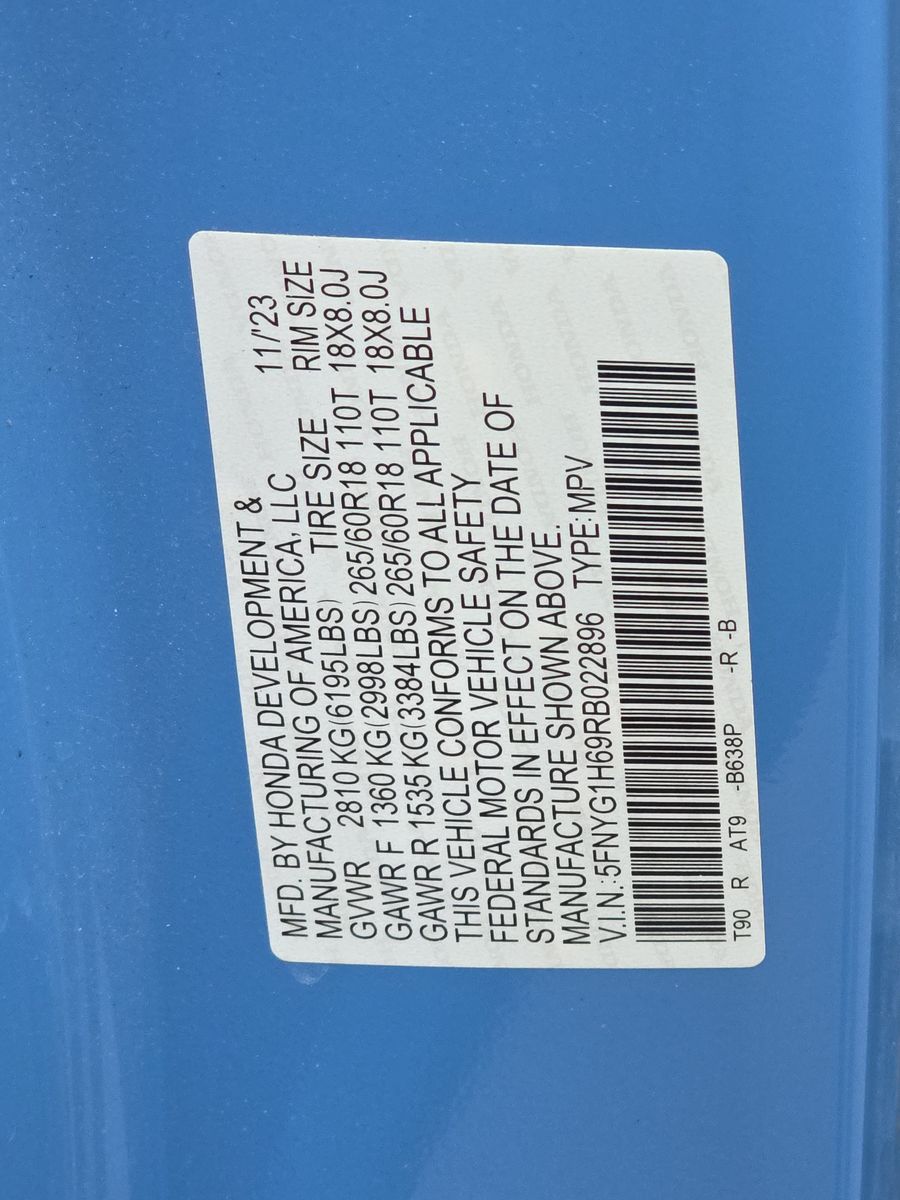 MFD. BY HONDA DEVELOPMENT & 11/'23
MANUFACTURING OF AMERICA, LLC
TIRE SIZE RIM SIZE
GVWR 2810 KG(6195LBS)
GAWR F 1360 KG(2998LBS) 265/60R18 110T 18X8.0J
GAWR R 1535 KG(3384LBS) 265/60R18 110T 18X8.0J
THIS VEHICLE CONFORMS TO ALL APPLICABLE
FEDERAL MOTOR VEHICLE SAFETY
STANDARDS IN EFFECT ON THE DATE OF
MANUFACTURE SHOWN ABOVE.
V.I.N.:5FNYG1H69RB022896 TYPE:MPV
T90 R AT9 -B638P -R -B
HONDA